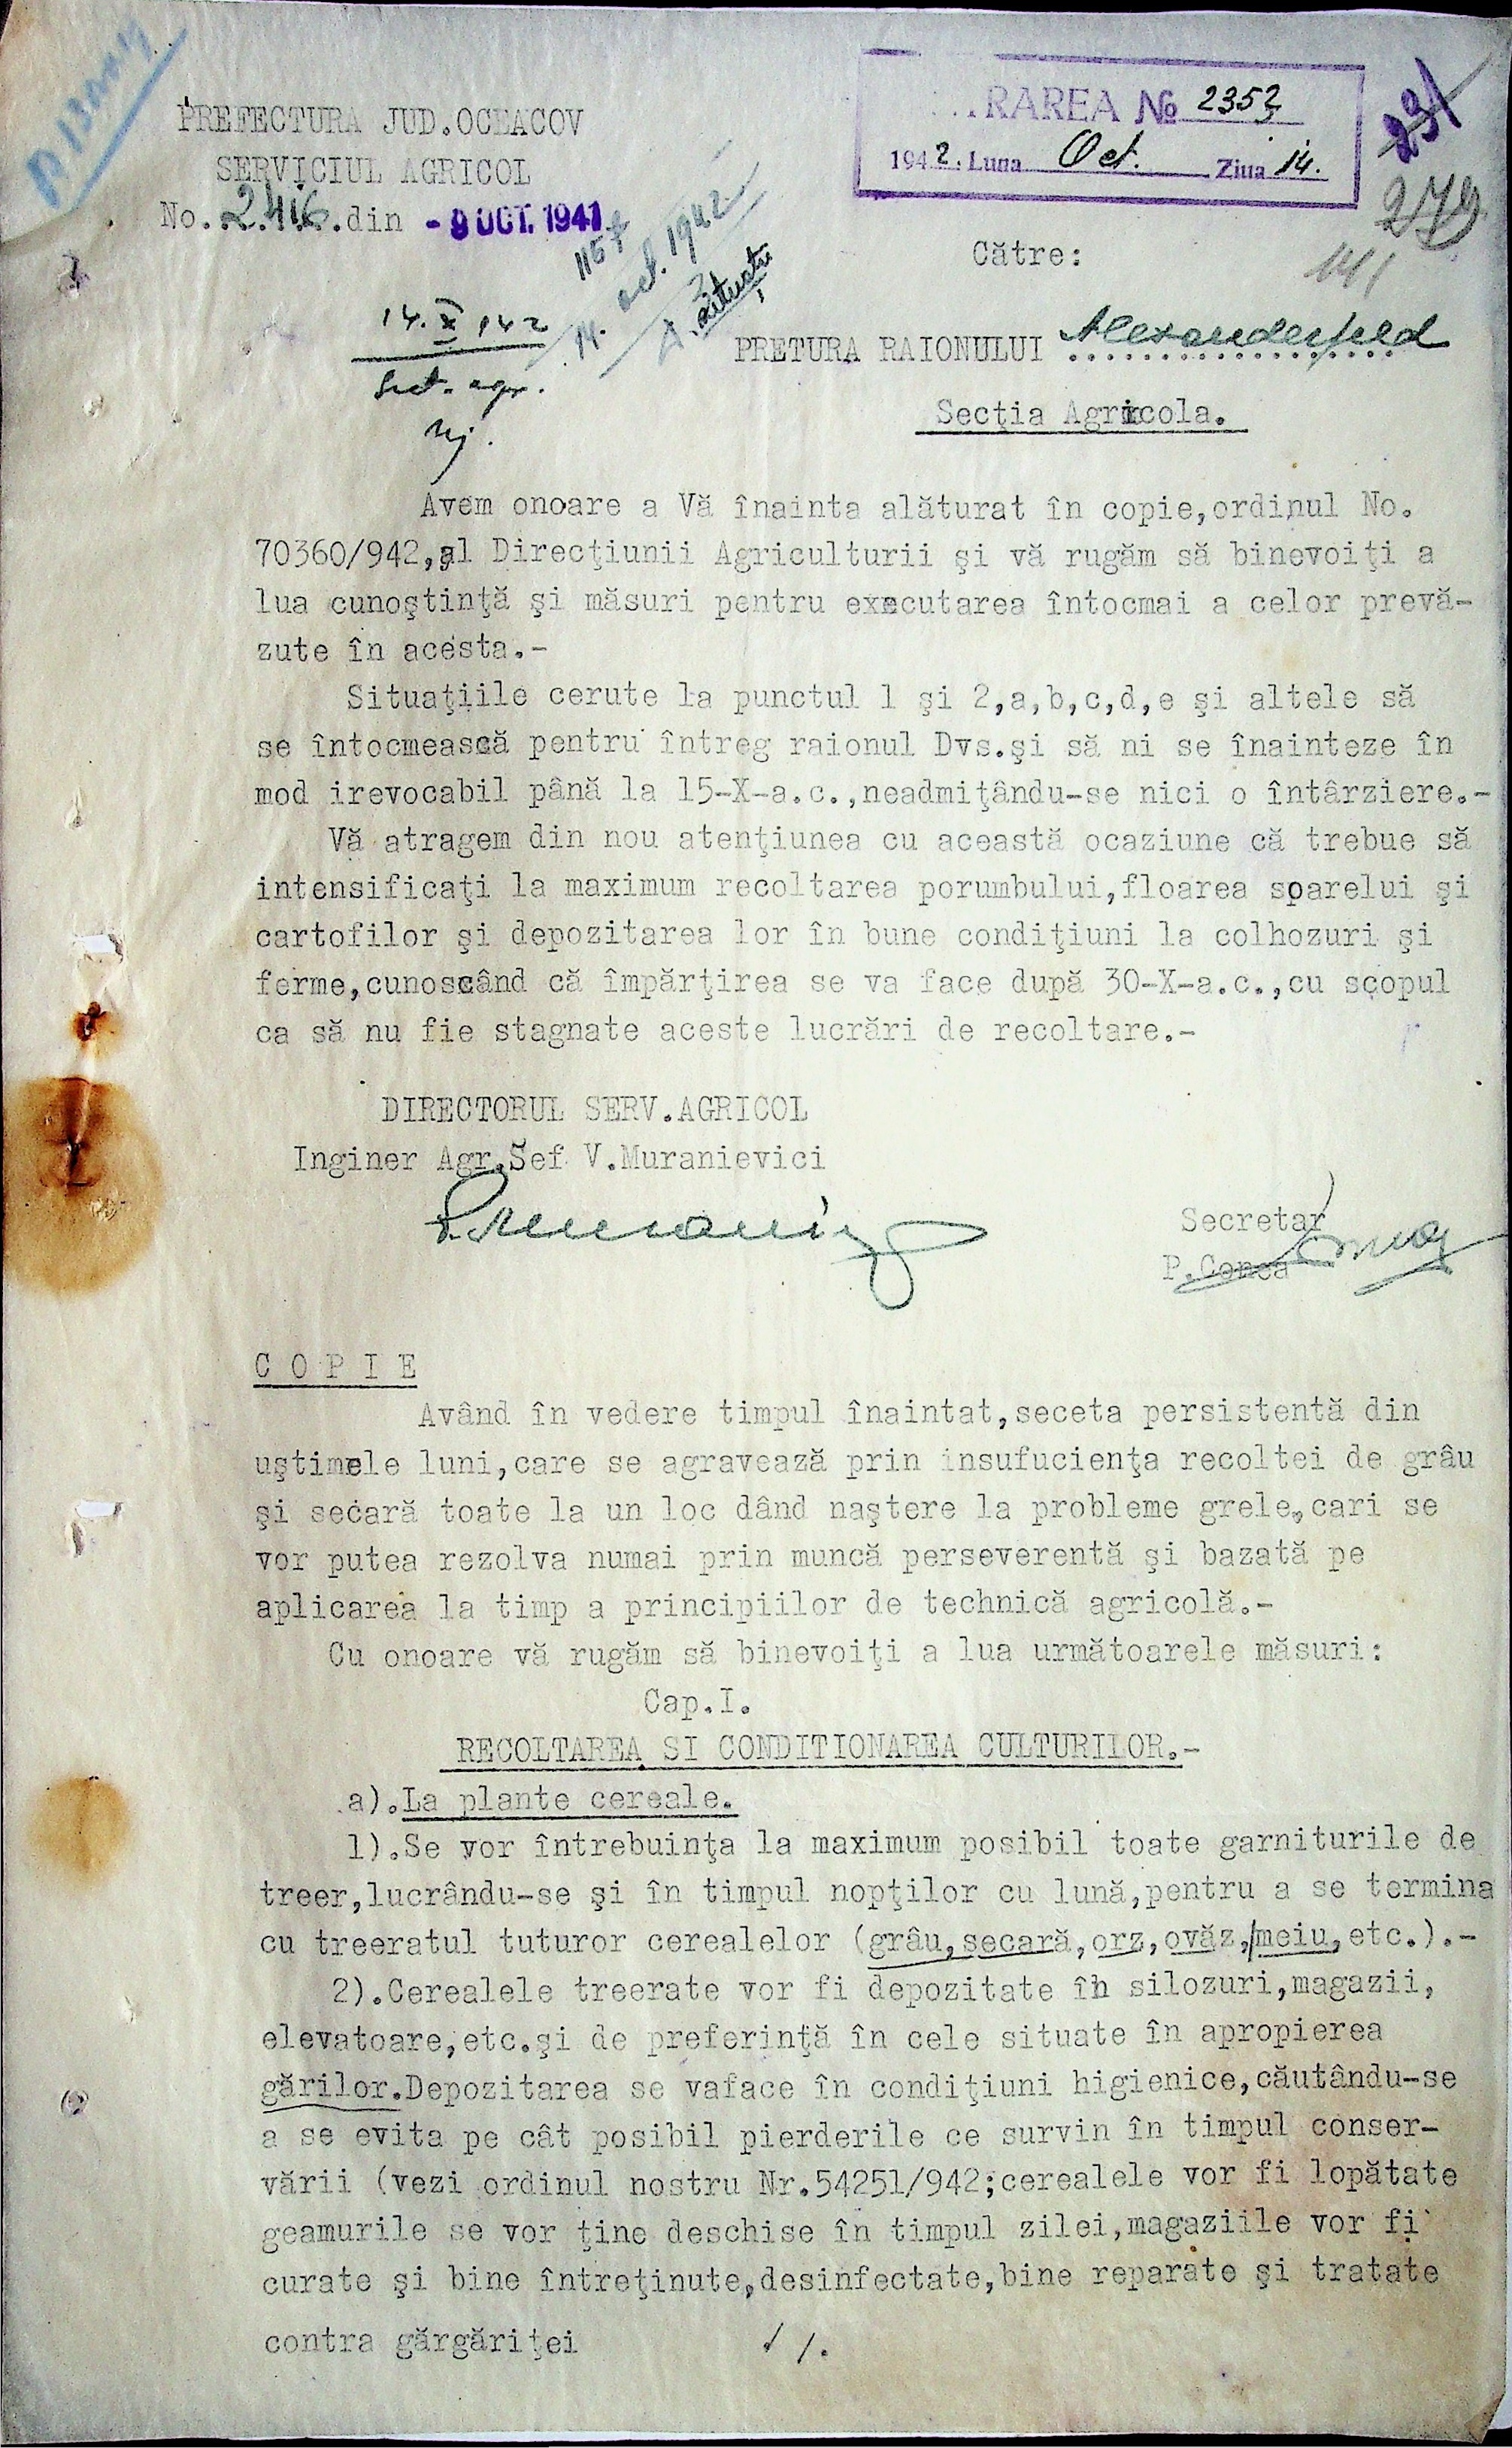 PREFECTURA JUD.OCEACOV
SERVICIUL AGRICOL
No..2.416.din - 9 OCT. 1941
RAREA № 2353
1942. Luna Oct. Ziua 14.
231
279
141
1157
14. oct. 1942
14.X 942
Sect. agr.
Către:
PRETURA RAIONULUI Alexanderfeld
Secţia Agricola.
Avem onoare a Vă înainta alăturat în copie,ordinul No.
70360/942,al Direcţiunii Agriculturii şi vă rugăm să binevoiţi a
lua cunoştinţă şi măsuri pentru executarea întocmai a celor prevă-
zute în acesta.-
Situaţiile cerute la punctul 1 şi 2,a,b,c,d,e şi altele să
se întocmească pentru întreg raionul Dvs.şi să ni se înainteze în
mod irevocabil până la 15-X-a.c.,neadmiţându-se nici o întârziere.-
Vă atragem din nou atenţiunea cu această ocaziune că trebue să
intensificaţi la maximum recoltarea porumbului,floarea soarelui şi
cartofilor şi depozitarea lor în bune condiţiuni la colhozuri şi
ferme,cunoscând că împărţirea se va face după 30-X-a.c.,cu scopul
ca să nu fie stagnate aceste lucrări de recoltare.-
DIRECTORUL SERV.AGRICOL
Inginer Agr.Şef V.Muranievici
Secretar
P.Conea
C O P I E
Având în vedere timpul înaintat,seceta persistentă din
uştimele luni,care se agravează prin insufucienţa recoltei de grâu
şi secară toate la un loc dând naştere la probleme grele,cari se
vor putea rezolva numai prin muncă perseverentă şi bazată pe
aplicarea la timp a principiilor de technică agricolă.-
Cu onoare vă rugăm să binevoiţi a lua următoarele măsuri:
Cap.I.
RECOLTAREA SI CONDITIONAREA CULTURILOR.-
a).La plante cereale.
1).Se vor întrebuinţa la maximum posibil toate garniturile de
treer,lucrându-se şi în timpul nopţilor cu lună,pentru a se termina
cu treeratul tuturor cerealelor (grâu,secară,orz,ovăz,meiu,etc.).-
2).Cerealele treerate vor fi depozitate în silozuri,magazii,
elevatoare,etc.şi de preferinţă în cele situate în apropierea
gărilor.Depozitarea se vaface în condiţiuni higienice,căutându-se
a se evita pe cât posibil pierderile ce survin în timpul conser-
vării (vezi ordinul nostru Nr.54251/942;cerealele vor fi lopătate
geamurile se vor ţine deschise în timpul zilei,magaziile vor fi
curate şi bine întreţinute,desinfectate,bine reparate şi tratate
contra gărgăriţei ./.